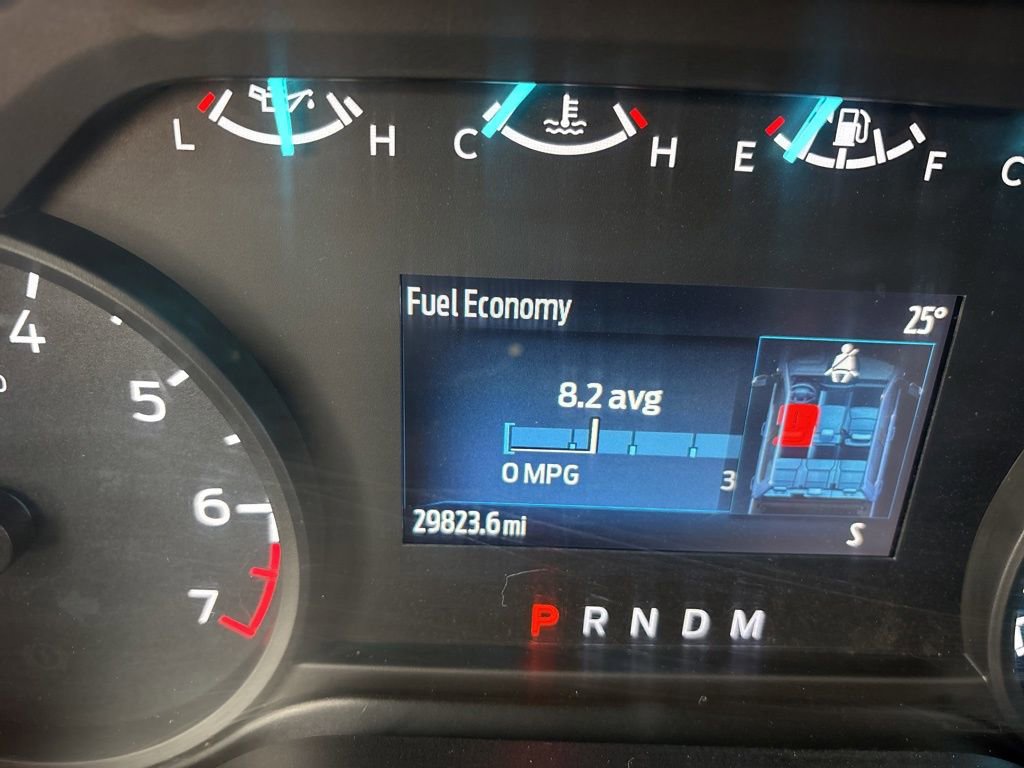 L H C H E F C
Fuel Economy 25°
4
5
8.2 avg
0 MPG 3
6
29823.6 mi S
7
P R N D M